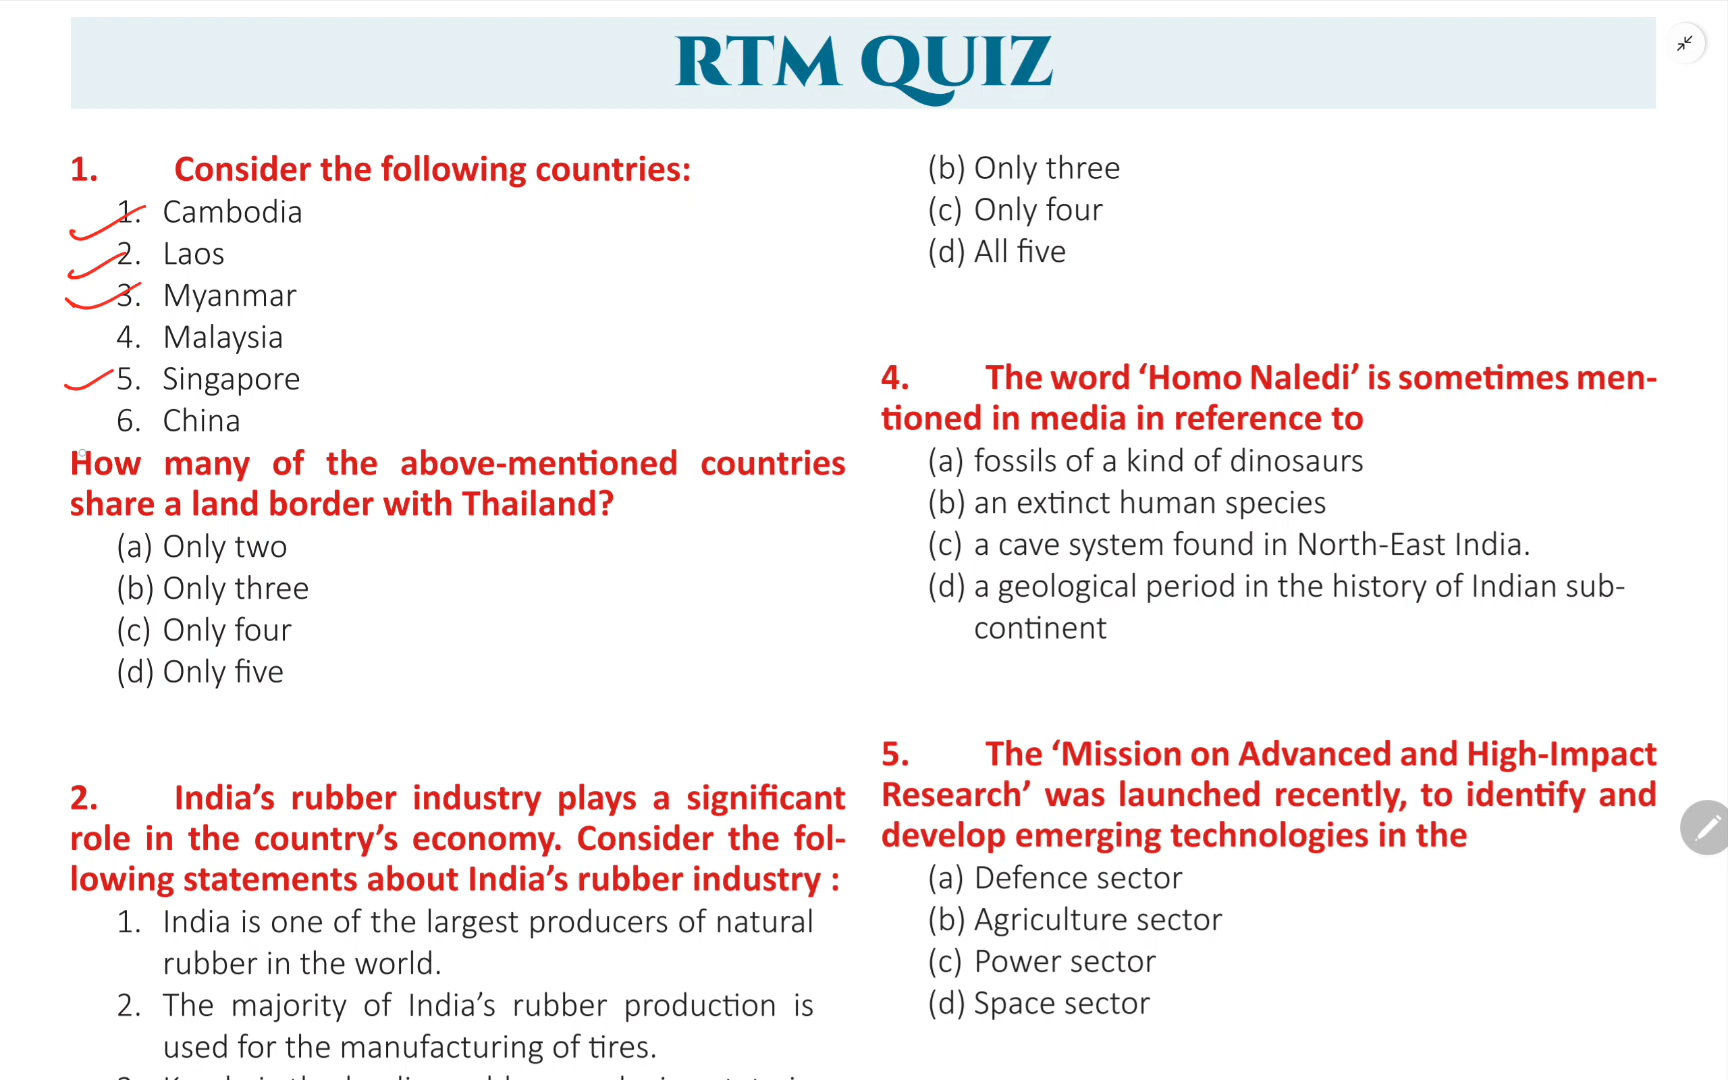 RTM QUIZ
1. Consider the following countries:
1. Cambodia
2. Laos
3. Myanmar
4. Malaysia
5. Singapore
6. China
How many of the above-mentioned countries
share a land border with Thailand?
(a) Only two
(b) Only three
(c) Only four
(d) Only five
2. India’s rubber industry plays a significant
role in the country’s economy. Consider the fol-
lowing statements about India’s rubber industry :
1. India is one of the largest producers of natural
rubber in the world.
2. The majority of India’s rubber production is
used for the manufacturing of tires.
(b) Only three
(c) Only four
(d) All five
4. The word ‘Homo Naledi’ is sometimes men-
tioned in media in reference to
(a) fossils of a kind of dinosaurs
(b) an extinct human species
(c) a cave system found in North-East India.
(d) a geological period in the history of Indian sub-
continent
5. The ‘Mission on Advanced and High-Impact
Research’ was launched recently, to identify and
develop emerging technologies in the
(a) Defence sector
(b) Agriculture sector
(c) Power sector
(d) Space sector